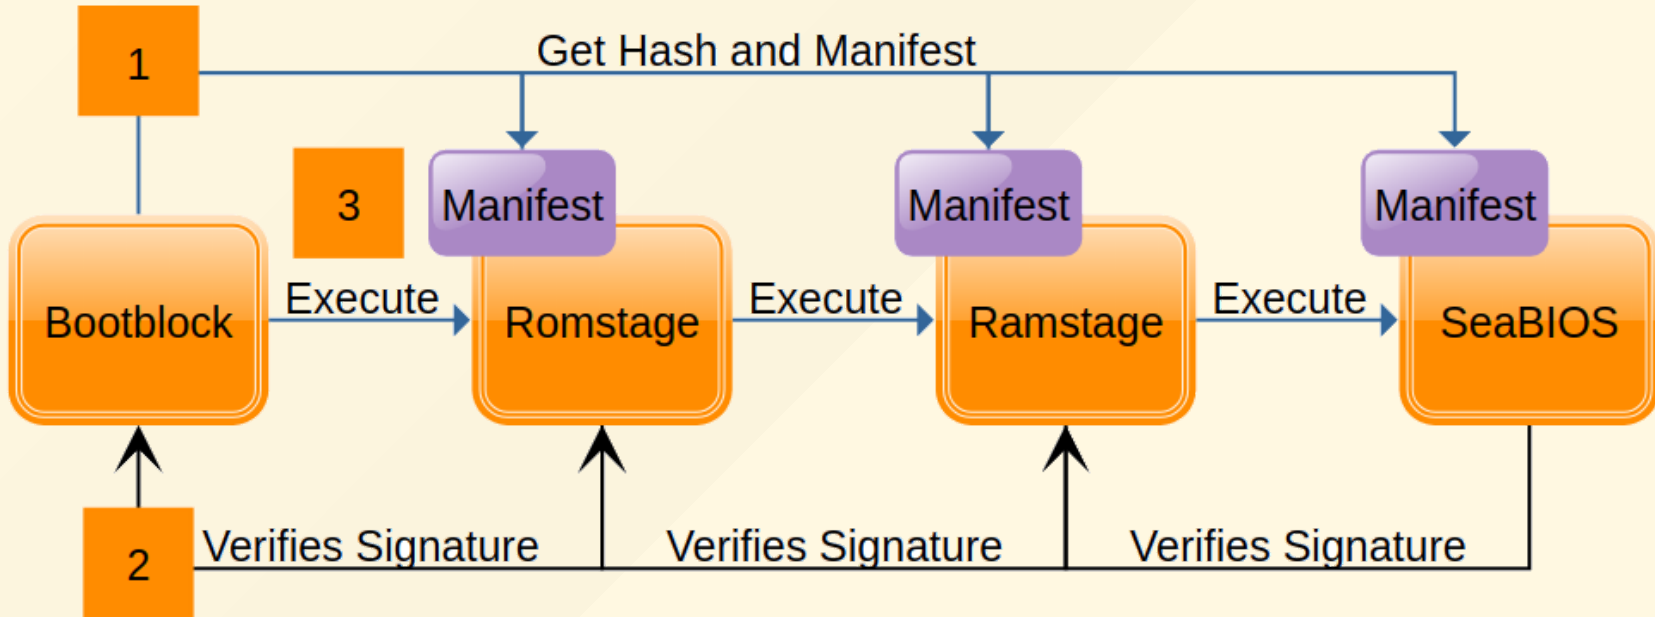 1
Get Hash and Manifest
3
Manifest
Manifest
Manifest
Bootblock
Execute
Romstage
Execute
Ramstage
Execute
SeaBIOS
2
Verifies Signature
Verifies Signature
Verifies Signature